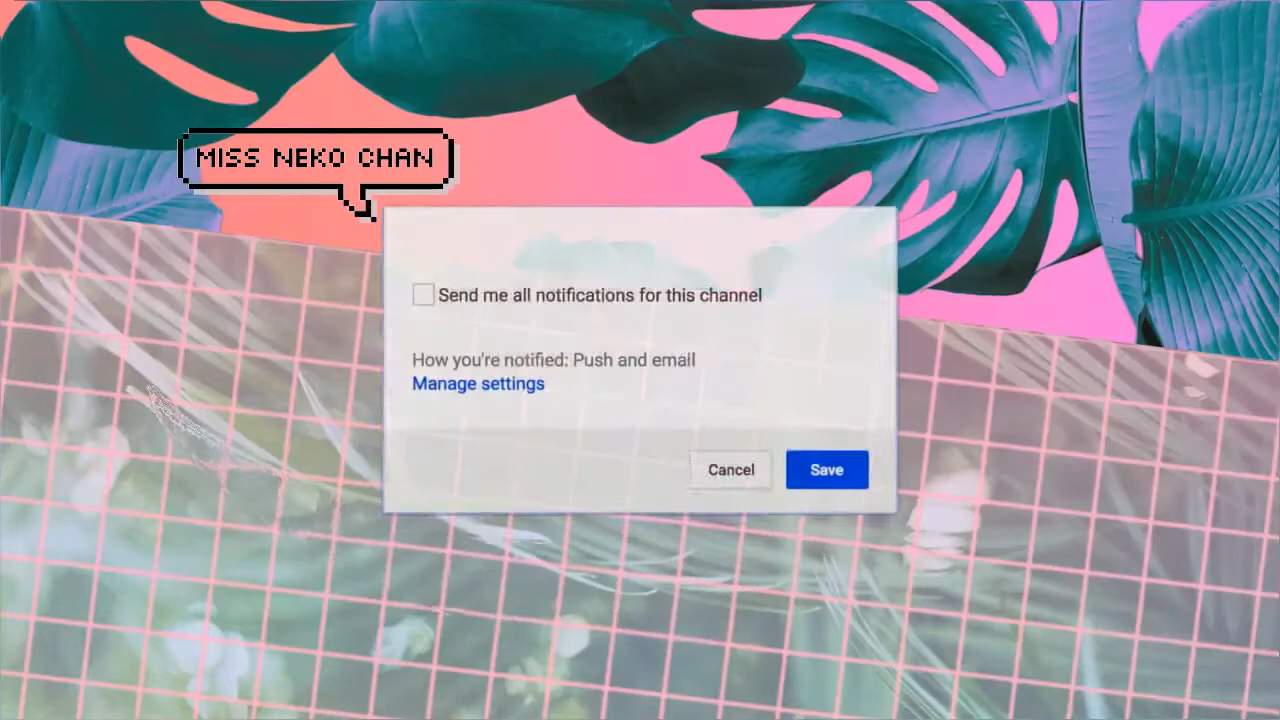 MISS NEKO CHAN
Send me all notifications for this channel
How you're notified: Push and email
Manage settings
Cancel
Save